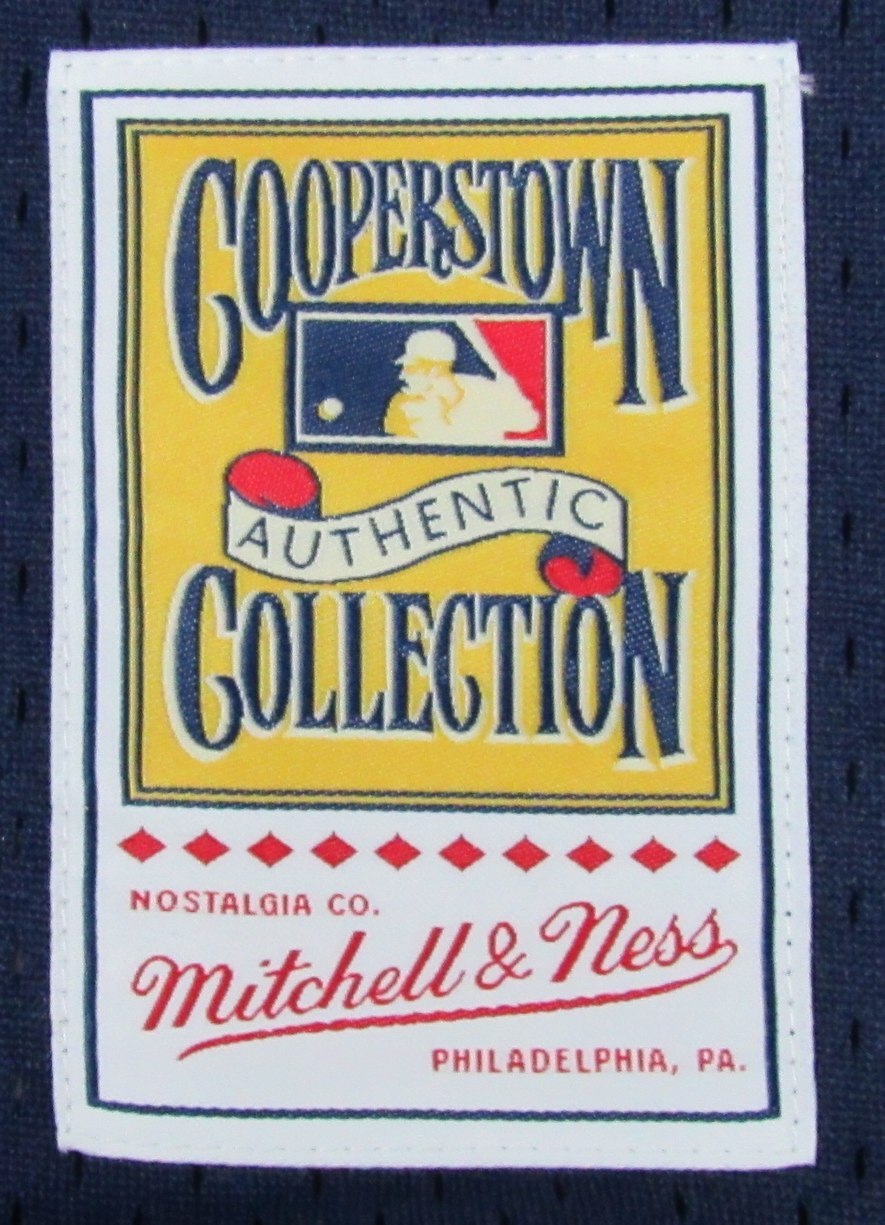 COOPERSTOWN
AUTHENTIC
COLLECTION
NOSTALGIA CO.
Mitchell & Ness
PHILADELPHIA, PA.